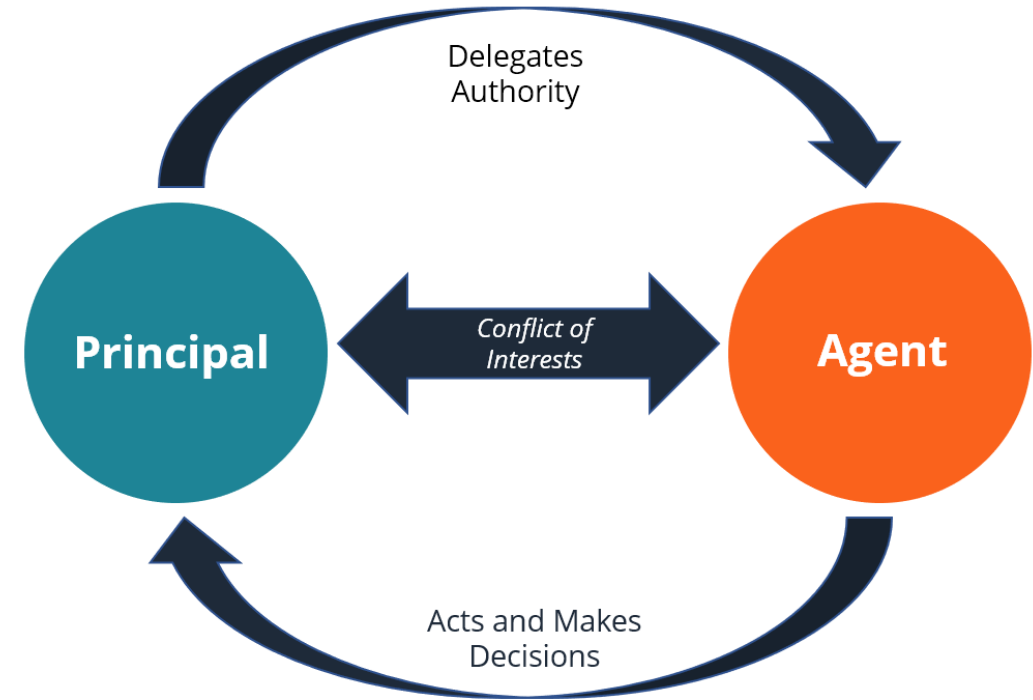 Delegates
Authority
Principal
Conflict of
Interests
Agent
Acts and Makes
Decisions